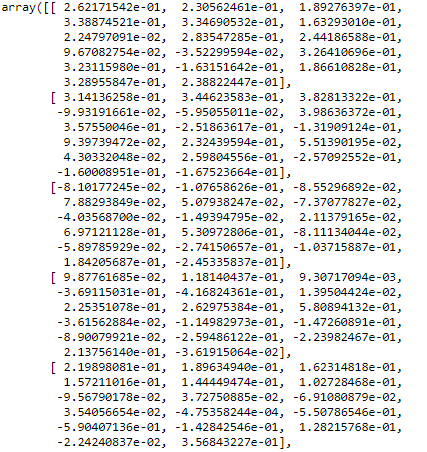 array([[ 2.62171542e-01, 2.30562461e-01, 1.89276397e-01,
3.38874521e-01, 3.34690532e-01, 1.63293010e-01,
2.24797091e-02, 2.83547285e-01, 2.44186588e-01,
9.67082754e-02, -3.52299594e-02, 3.26410696e-01,
3.23115980e-01, -1.63151642e-01, 1.86610828e-01,
3.28955847e-01, 2.38822447e-01],
[ 3.14136258e-01, 3.44623583e-01, 3.82813322e-01,
-9.93191661e-02, -5.95055011e-02, 3.98636372e-01,
3.57550046e-01, -2.51863617e-01, -1.31909124e-01,
9.39739472e-02, 2.32439594e-01, 5.51390195e-02,
4.30332048e-02, 2.59804556e-01, -2.57092552e-01,
-1.60008951e-01, -1.67523664e-01],
[-8.10177245e-02, -1.07658626e-01, -8.55296892e-02,
7.88293849e-02, 5.07938247e-02, -7.37077827e-02,
-4.03568700e-02, -1.49394795e-02, 2.11379165e-02,
6.97121128e-01, 5.30972806e-01, -8.11134044e-02,
-5.89785929e-02, -2.74150657e-01, -1.03715887e-01,
1.84205687e-01, -2.45335837e-01],
[ 9.87761685e-02, 1.18140437e-01, 9.30717094e-03,
-3.69115031e-01, -4.16824361e-01, 1.39504424e-02,
2.25351078e-01, 2.62975384e-01, 5.80894132e-01,
-3.61562884e-02, -1.14982973e-01, -1.47260891e-01,
-8.90079921e-02, -2.59486122e-01, -2.23982467e-01,
2.13756140e-01, -3.61915064e-02],
[ 2.19898081e-01, 1.89634940e-01, 1.62314818e-01,
1.57211016e-01, 1.44449474e-01, 1.02728468e-01,
-9.56790178e-02, 3.72750885e-02, -6.91080879e-02,
3.54056654e-02, -4.75358244e-04, -5.50786546e-01,
-5.90407136e-01, -1.42842546e-01, 1.28215768e-01,
-2.24240837e-02, 3.56843227e-01],